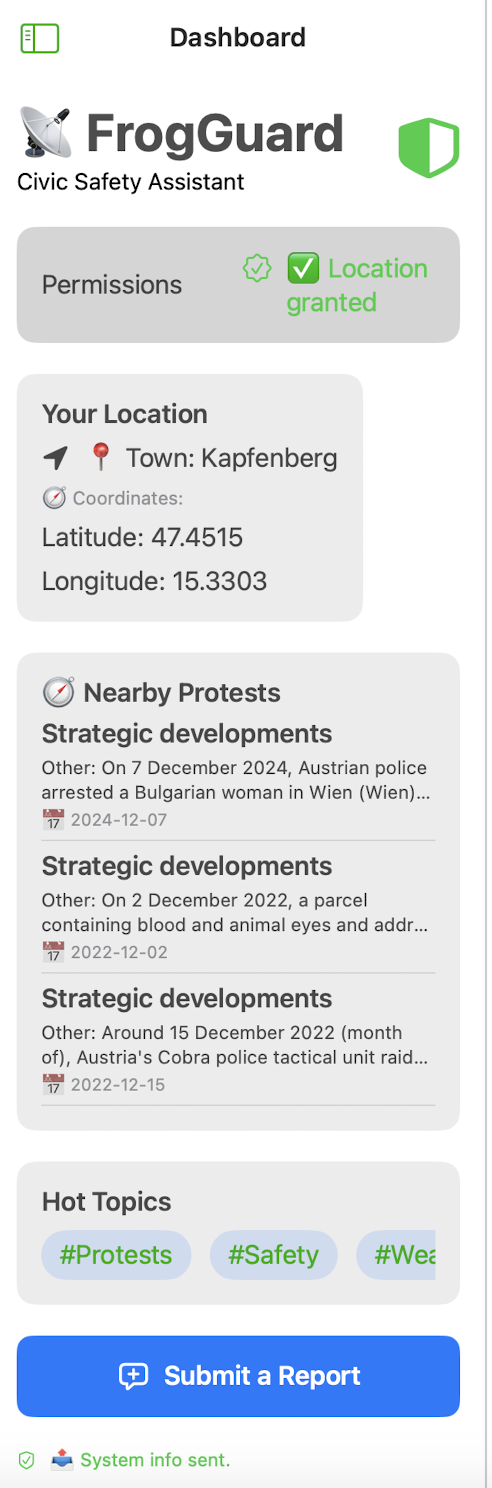 Dashboard
FrogGuard
Civic Safety Assistant
Permissions
Location
granted
Your Location
Town: Kapfenberg
Coordinates:
Latitude: 47.4515
Longitude: 15.3303
Nearby Protests
Strategic developments
Other: On 7 December 2024, Austrian police
arrested a Bulgarian woman in Wien (Wien)...
17 2024-12-07
Strategic developments
Other: On 2 December 2022, a parcel
containing blood and animal eyes and addr...
17 2022-12-02
Strategic developments
Other: Around 15 December 2022 (month
of), Austria's Cobra police tactical unit raid...
17 2022-12-15
Hot Topics
#Protests #Safety #Wea
Submit a Report
System info sent.